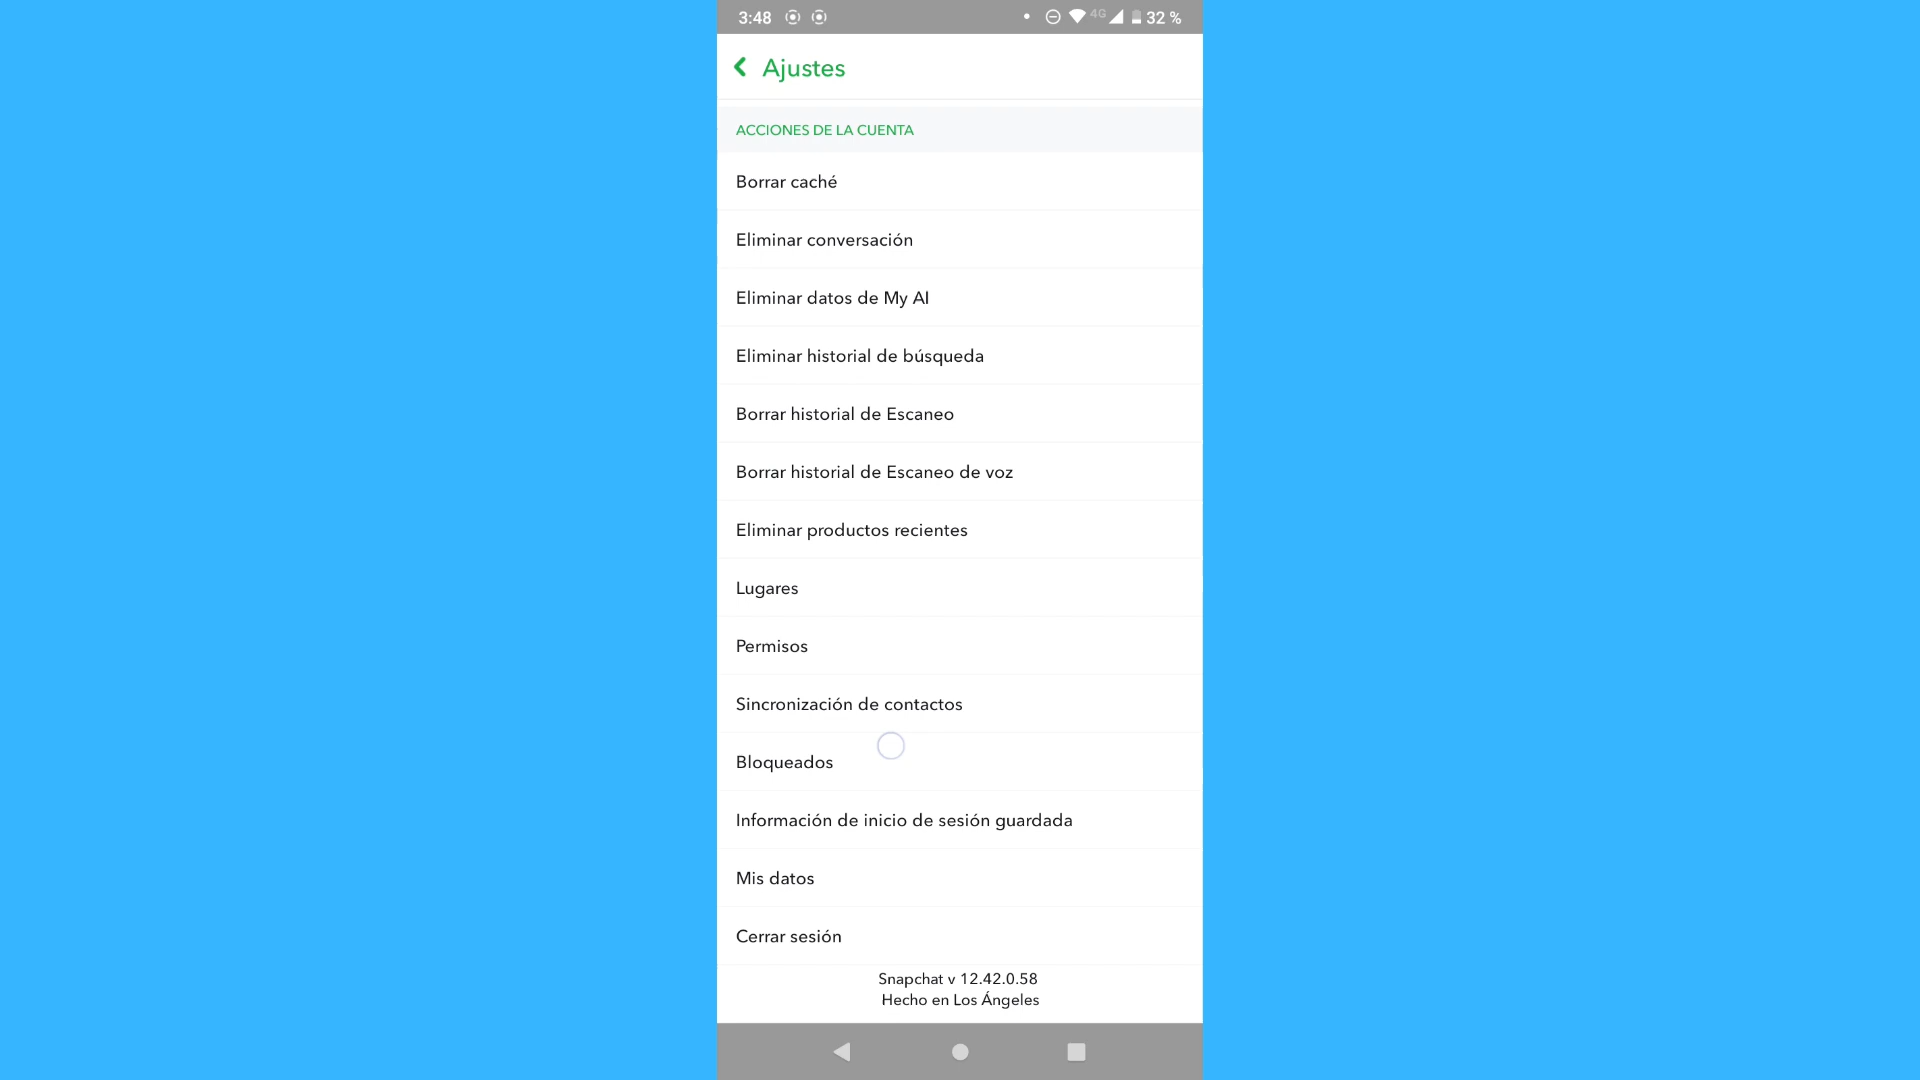 3:48
4G
32 %
Ajustes
ACCIONES DE LA CUENTA
Borrar caché
Eliminar conversación
Eliminar datos de My AI
Eliminar historial de búsqueda
Borrar historial de Escaneo
Borrar historial de Escaneo de voz
Eliminar productos recientes
Lugares
Permisos
Sincronización de contactos
Bloqueados
Información de inicio de sesión guardada
Mis datos
Cerrar sesión
Snapchat v 12.42.0.58
Hecho en Los Ángeles